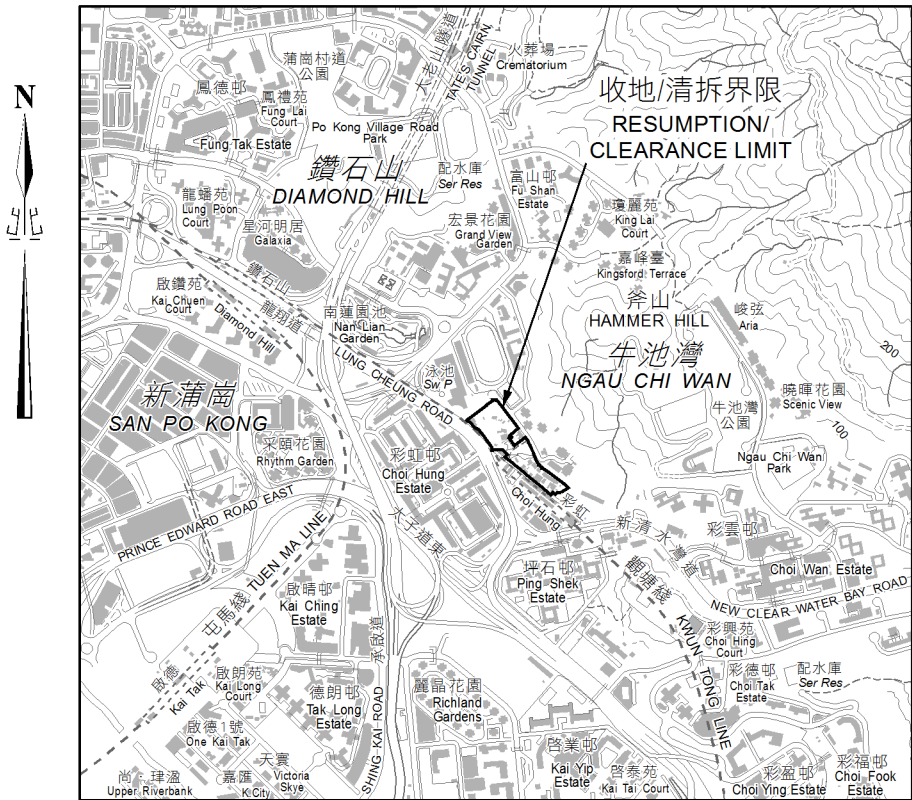 N
鳳德邨
蒲崗村道
公園
大老山隧道
TATE'S CAIRN
TUNNEL
火葬場
Crematorium
收地/清拆界限
RESUMPTION/
CLEARANCE LIMIT
鳳禮苑
Fung Lai
Court
Fung Tak Estate
Po Kong Village Road
Park
鑽石山
DIAMOND HILL
配水庫
Ser Res
富山邨
Fu Shan
Estate
瓊麗苑
King Lai
Court
龍蟠苑
Lung Poon
Court
星河明居
Galaxia
宏景花園
Grand View
Garden
嘉峰臺
Kingsford Terrace
鑽石山
Diamond Hill
龍翔道
LUNG CHEUNG ROAD
啟鑽苑
Kai Chuen
Court
南蓮園池
Nan Lian
Garden
斧山
HAMMER HILL
峻弦
Aria
200
牛池灣
NGAU CHI WAN
泳池
Sw P
新蒲崗
SAN PO KONG
曉暉花園
Scenic View
100
牛池灣
公園
Ngau Chi Wan
Park
采頤花園
Rhythm Garden
彩虹邨
Choi Hung
Estate
彩虹
Choi Hung
PRINCE EDWARD ROAD EAST
太子道東
新清水灣道
NEW CLEAR WATER BAY ROAD
彩雲邨
Choi Wan Estate
屯馬綫
TUEN MA LINE
坪石邨
Ping Shek
Estate
觀塘綫
KWUN TONG LINE
啟晴邨
Kai Ching
Estate
承啟道
SHING KAI ROAD
彩興苑
Choi Hing
Court
啟德
Kai Tak
啟朗苑
Kai Long
Court
德朗邨
Tak Long
Estate
麗晶花園
Richland
Gardens
彩德邨
Choi Tak
Estate
配水庫
Ser Res
啟德1號
One Kai Tak
天寰
Victoria
Skye
尚．珒溋
Upper Riverbank
嘉匯
K City
啓業邨
Kai Yip
Estate
啓泰苑
Kai Tai Court
彩盈邨
Choi Ying Estate
彩福邨
Choi Fook
Estate